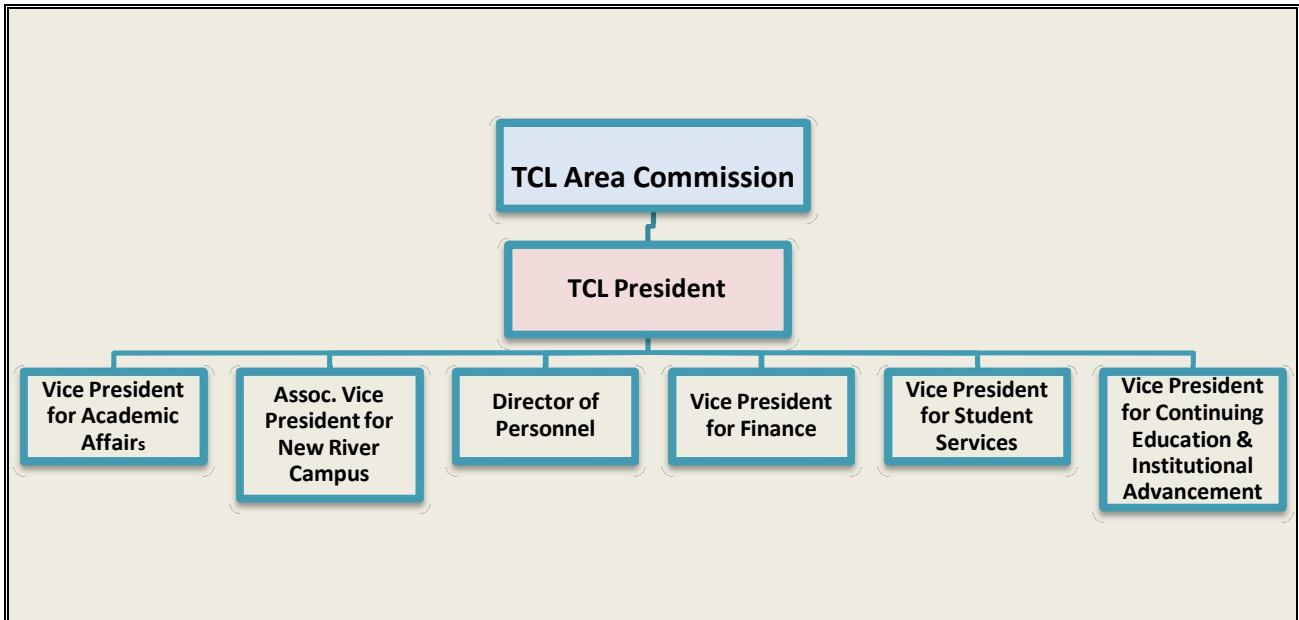 TCL Area Commission
TCL President
Vice President
for Academic
Affairs
Assoc. Vice
President for
New River
Campus
Director of
Personnel
Vice President
for Finance
Vice President
for Student
Services
Vice President
for Continuing
Education &
Institutional
Advancement